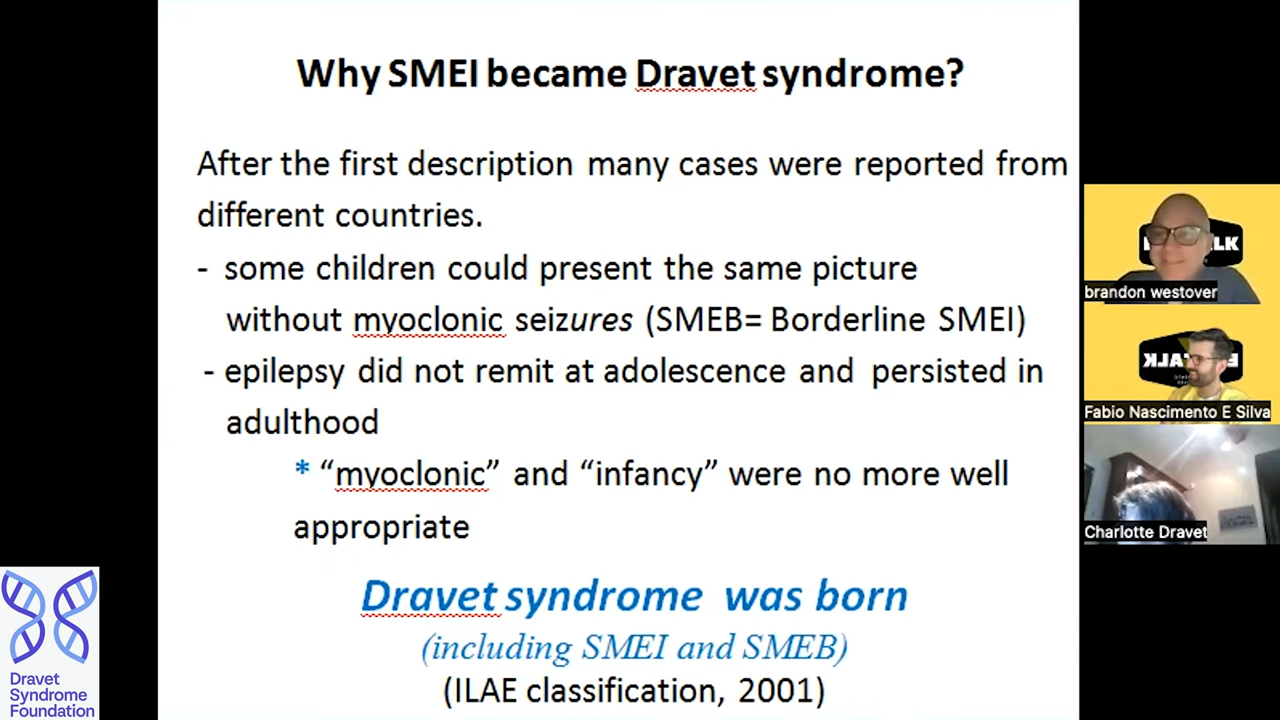 Why SMEI became Dravet syndrome?
After the first description many cases were reported from
different countries.
- some children could present the same picture
without myoclonic seizures (SMEB= Borderline SMEI)
- epilepsy did not remit at adolescence and persisted in
adulthood
* “myoclonic” and “infancy” were no more well
appropriate
Dravet syndrome was born
(including SMEI and SMEB)
(ILAE classification, 2001)
LK
brandon westover
Fabio Nascimento E Silva
Charlotte Dravet
Dravet
Syndrome
Foundation